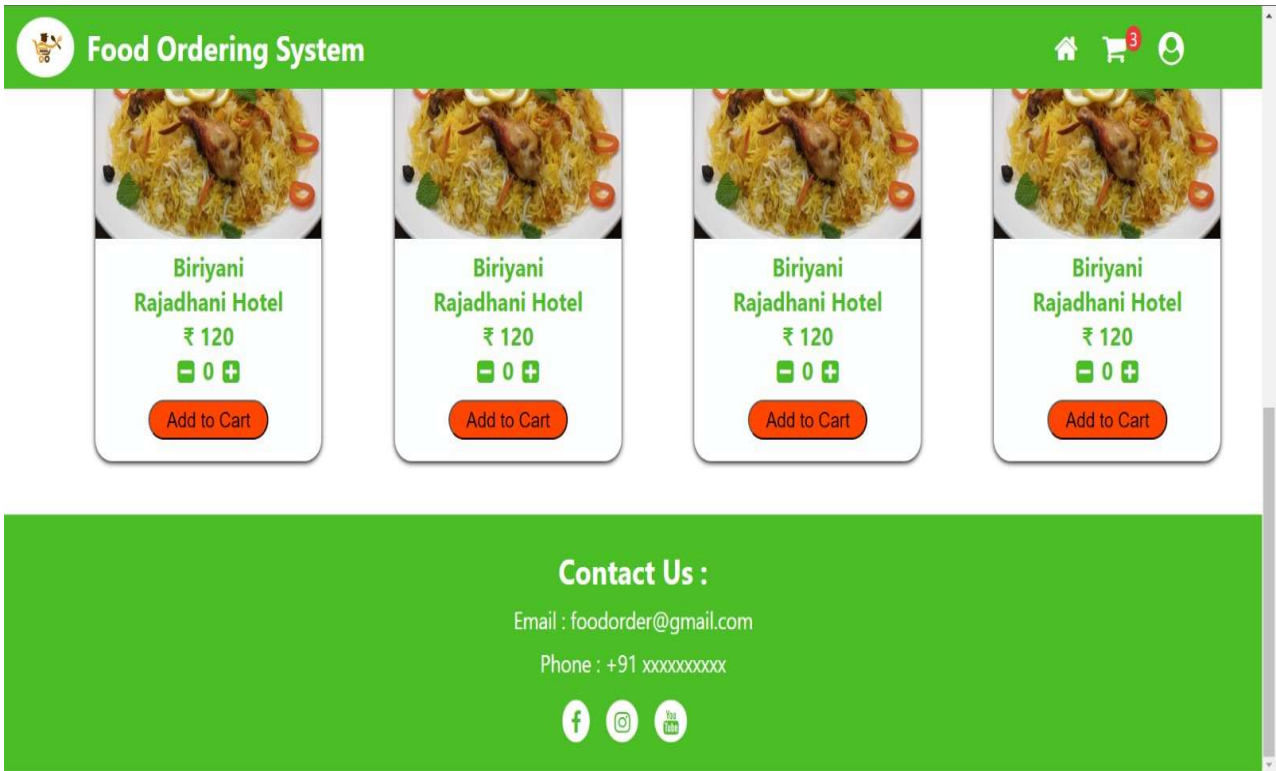 Food Ordering System
3
Biriyani
Rajadhani Hotel
₹ 120
0
Add to Cart
Biriyani
Rajadhani Hotel
₹ 120
0
Add to Cart
Biriyani
Rajadhani Hotel
₹ 120
0
Add to Cart
Biriyani
Rajadhani Hotel
₹ 120
0
Add to Cart
Contact Us :
Email : foodorder@gmail.com
Phone : +91 xxxxxxxxxx
You
Tube